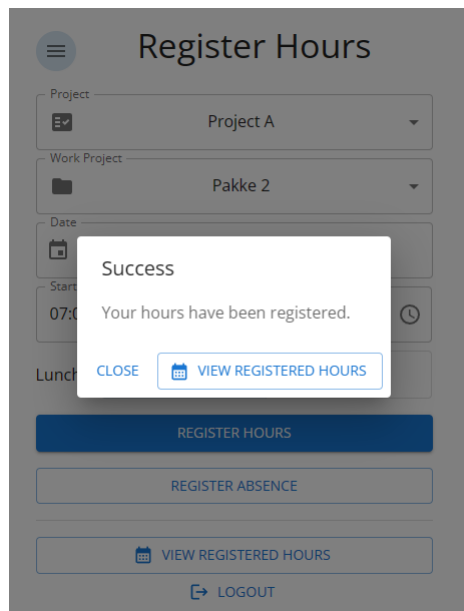 Register Hours
Project
Project A
Work Project
Pakke 2
Date
Success
Start
Your hours have been registered.
07:0
Lunch
CLOSE
VIEW REGISTERED HOURS
REGISTER HOURS
REGISTER ABSENCE
VIEW REGISTERED HOURS
LOGOUT